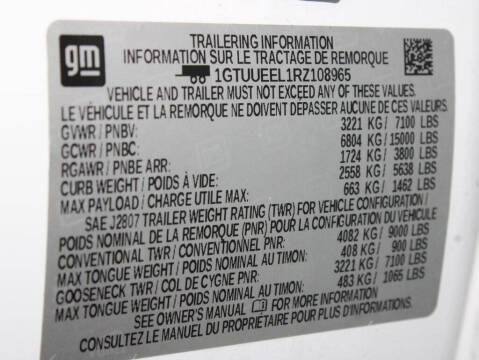 gm
TRAILERING INFORMATION
INFORMATION SUR LE TRACTAGE DE REMORQUE
1GTUUEEL1RZ108965
VEHICLE AND TRAILER MUST NOT EXCEED ANY OF THESE VALUES.
LE VÉHICULE ET LA REMORQUE NE DOIVENT DÉPASSER AUCUNE DE CES VALEURS.
GVWR / PNBV: 3221 KG / 7100 LBS
GCWR / PNBC: 6804 KG / 15000 LBS
RGAWR / PNBE ARR: 1724 KG / 3800 LBS
CURB WEIGHT / POIDS À VIDE: 2558 KG / 5638 LBS
MAX PAYLOAD / CHARGE UTILE MAX: 663 KG / 1462 LBS
SAE J2807 TRAILER WEIGHT RATING (TWR) FOR VEHICLE CONFIGURATION /
POIDS NOMINAL DE LA REMORQUE (PNR) POUR LA CONFIGURATION DU VÉHICULE
CONVENTIONAL TWR / CONVENTIONNEL PNR: 4082 KG / 9000 LBS
MAX TONGUE WEIGHT / POIDS NOMINAL MAX AU TIMON: 408 KG / 900 LBS
GOOSENECK TWR / COL DE CYGNE PNR: 3221 KG / 7100 LBS
MAX TONGUE WEIGHT / POIDS NOMINAL MAX AU TIMON: 483 KG / 1065 LBS
SEE OWNER'S MANUAL FOR MORE INFORMATION
CONSULTEZ LE MANUEL DU PROPRIÉTAIRE POUR PLUS D'INFORMATION